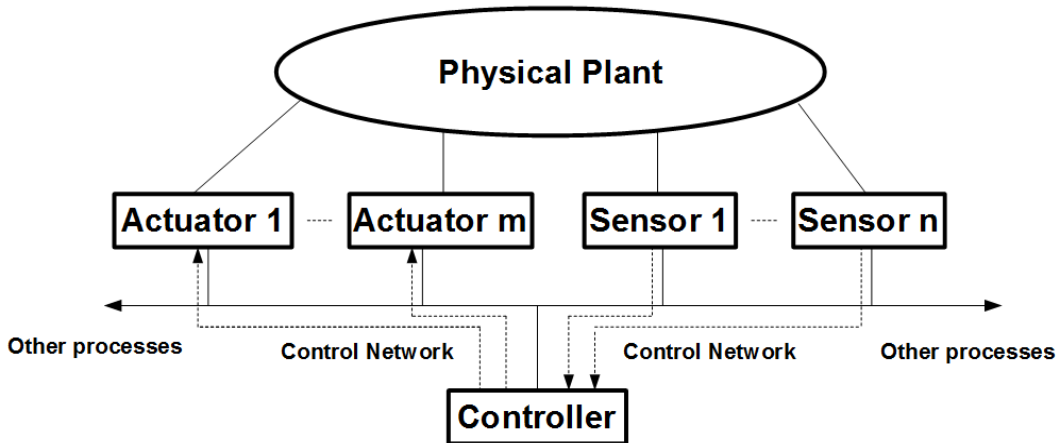 Physical Plant
Actuator 1
Actuator m
Sensor 1
Sensor n
Other processes
Control Network
Control Network
Other processes
Controller